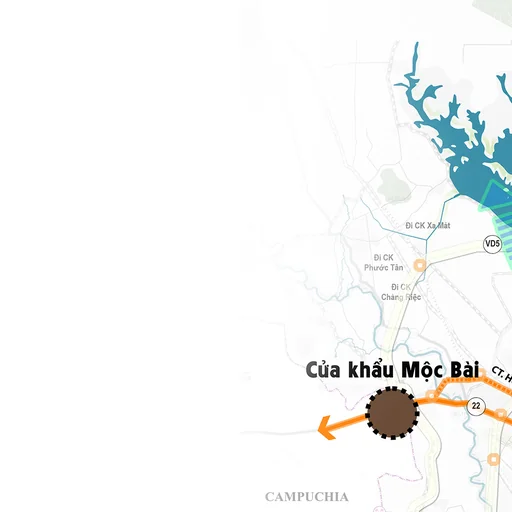 Đi CK Xa Mát
VĐ5
Đi CK
Phước Tân
Đi CK
Chàng Riệc
Cửa khẩu Mộc Bài
CT. H
22
CAMPUCHIA